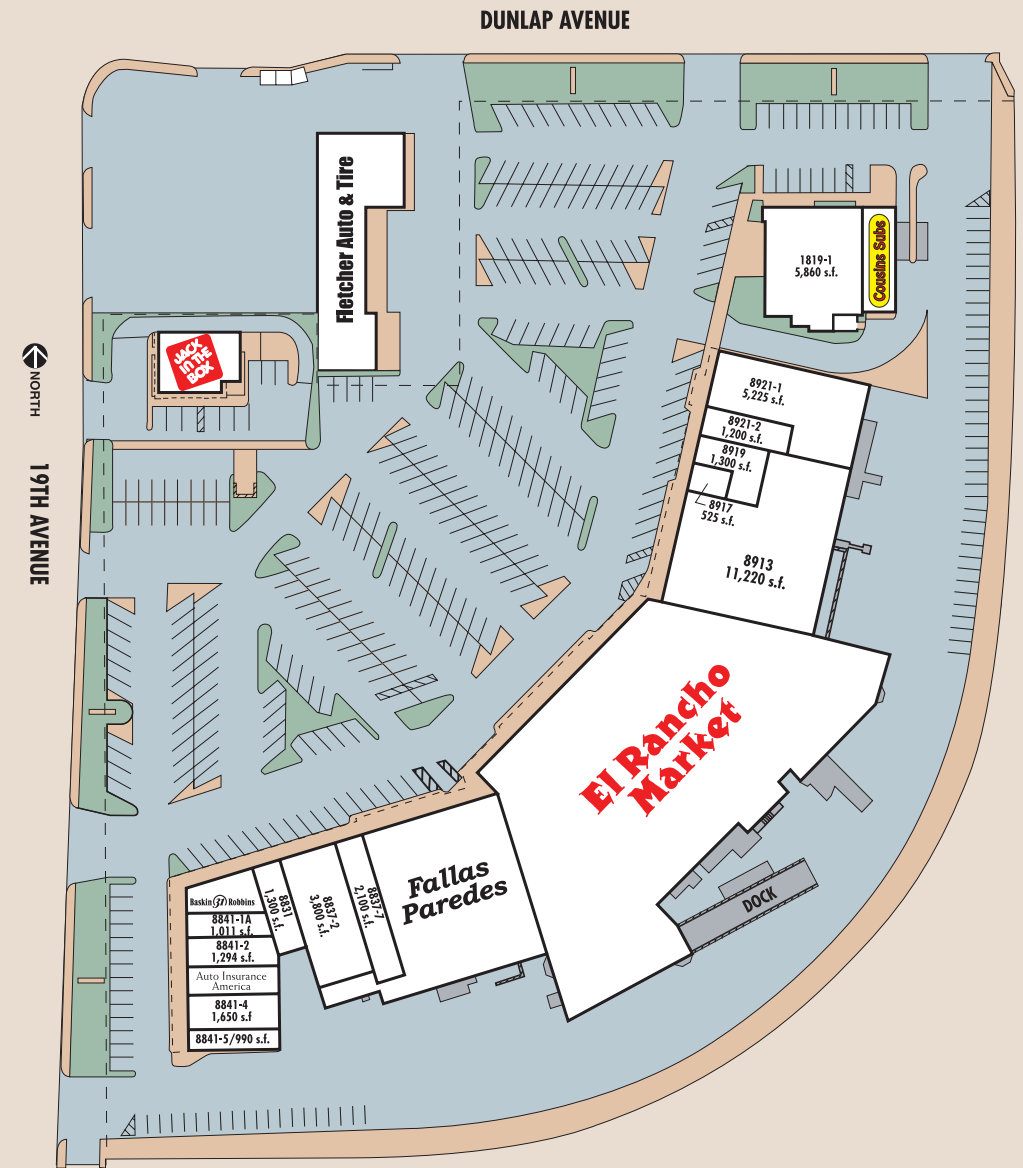 DUNLAP AVENUE
Fletcher Auto & Tire
1819-1
5,860 s.f.
Cousins Subs
JACK
IN THE
BOX
NORTH
19TH AVENUE
8921-1
5,225 s.f.
8921-2
1,200 s.f.
8919
1,300 s.f.
8917
525 s.f.
8913
11,220 s.f.
El Rancho
Market
Fallas
Paredes
DOCK
8837-7
2,100 s.f.
8837-2
3,800 s.f.
8831
1,300 s.f.
Baskin 31 Robbins
8841-1A
1,011 s.f.
8841-2
1,294 s.f.
Auto Insurance
America
8841-4
1,650 s.f
8841-5/990 s.f.